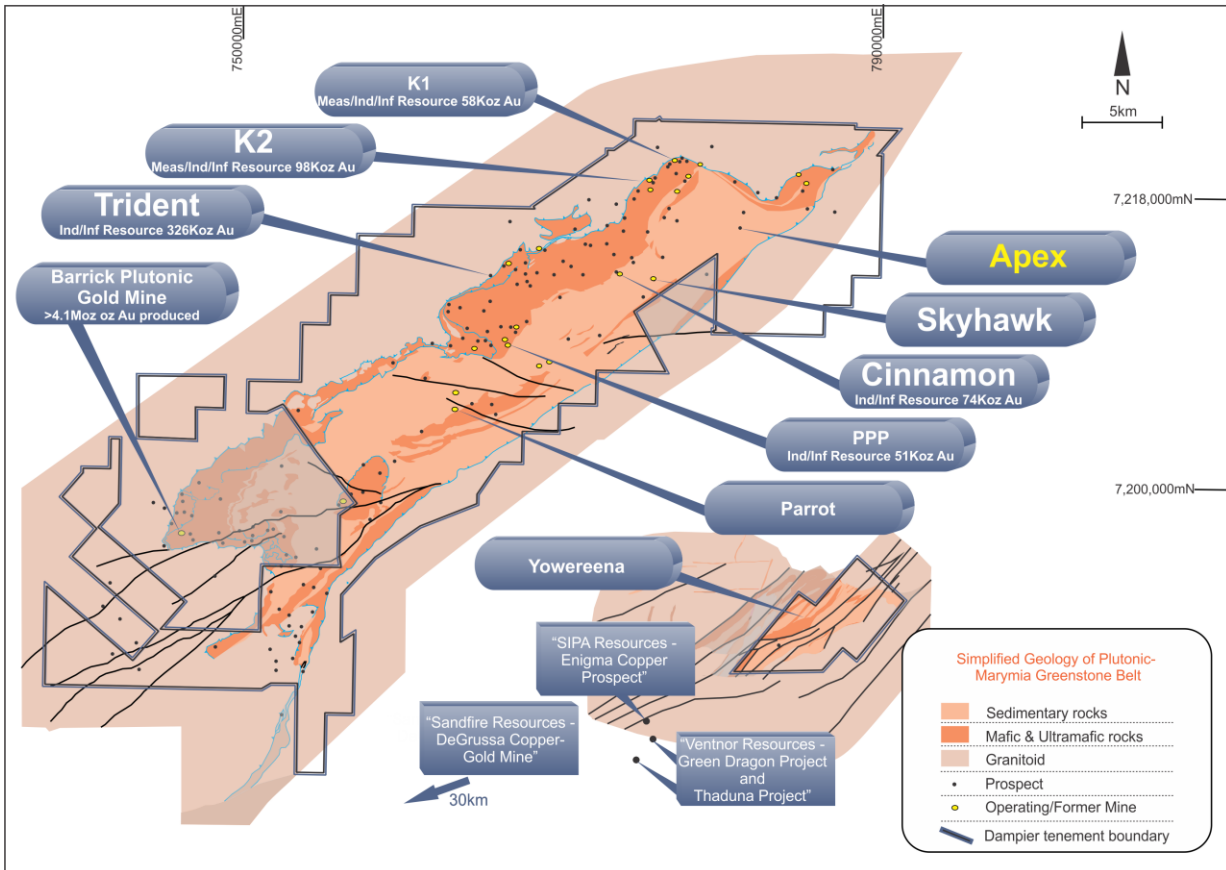 750000mE
790000mE
N
5km
K1
Meas/Ind/Inf Resource 58Koz Au
K2
Meas/Ind/Inf Resource 98Koz Au
Trident
Ind/Inf Resource 326Koz Au
Barrick Plutonic
Gold Mine
>4.1Moz oz Au produced
7,218,000mN
Apex
Skyhawk
Cinnamon
Ind/Inf Resource 74Koz Au
PPP
Ind/Inf Resource 51Koz Au
7,200,000mN
Parrot
Yowereena
“SIPA Resources -
Enigma Copper
Prospect”
“Sandfire Resources -
DeGrussa Copper-
Gold Mine”
30km
“Ventnor Resources -
Green Dragon Project
and
Thaduna Project”
Simplified Geology of Plutonic-
Marymia Greenstone Belt
Sedimentary rocks
Mafic & Ultramafic rocks
Granitoid
Prospect
Operating/Former Mine
Dampier tenement boundary